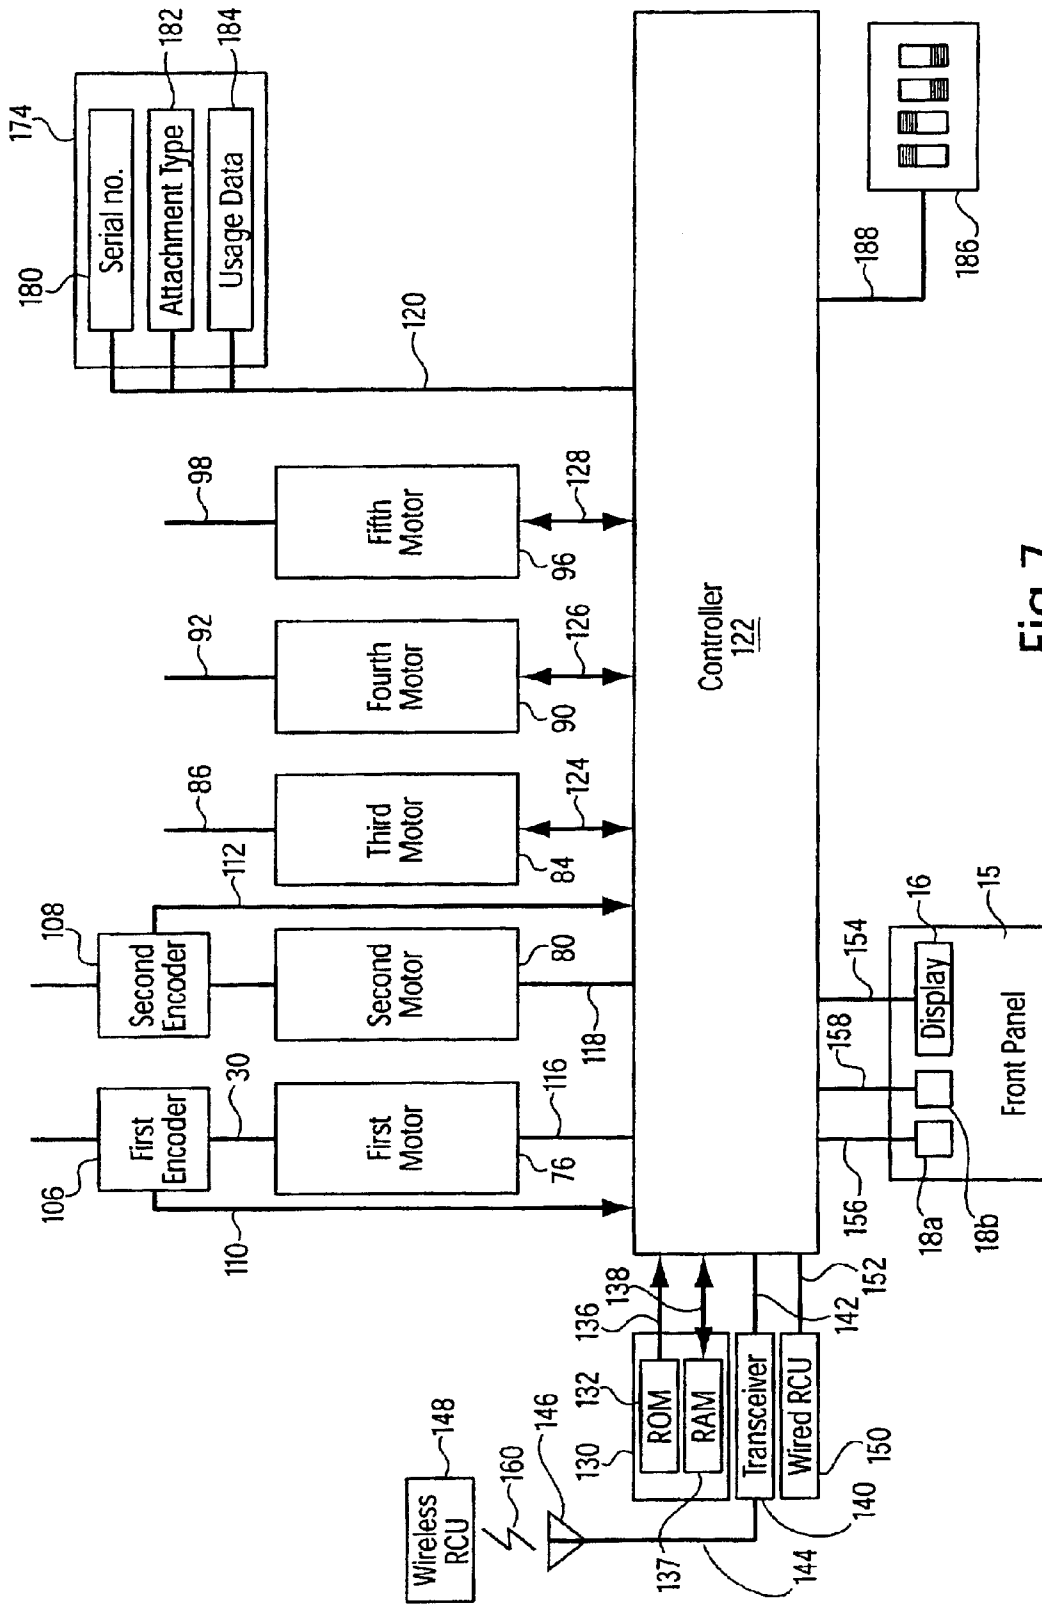 174
180
Serial no.
182
Attachment Type
184
Usage Data
120
98
Fifth
Motor
96
128
92
Fourth
Motor
90
126
86
Third
Motor
84
124
108
Second
Encoder
112
Second
Motor
80
118
106
First
Encoder
30
110
First
Motor
76
116
Controller
122
188
186
148
Wireless
RCU
160
146
144
130
132
ROM
136
RAM
137
138
Transceiver
140
142
Wired RCU
150
152
156
158
154
18a
18b
Display
16
15
Front Panel
Fig. 7